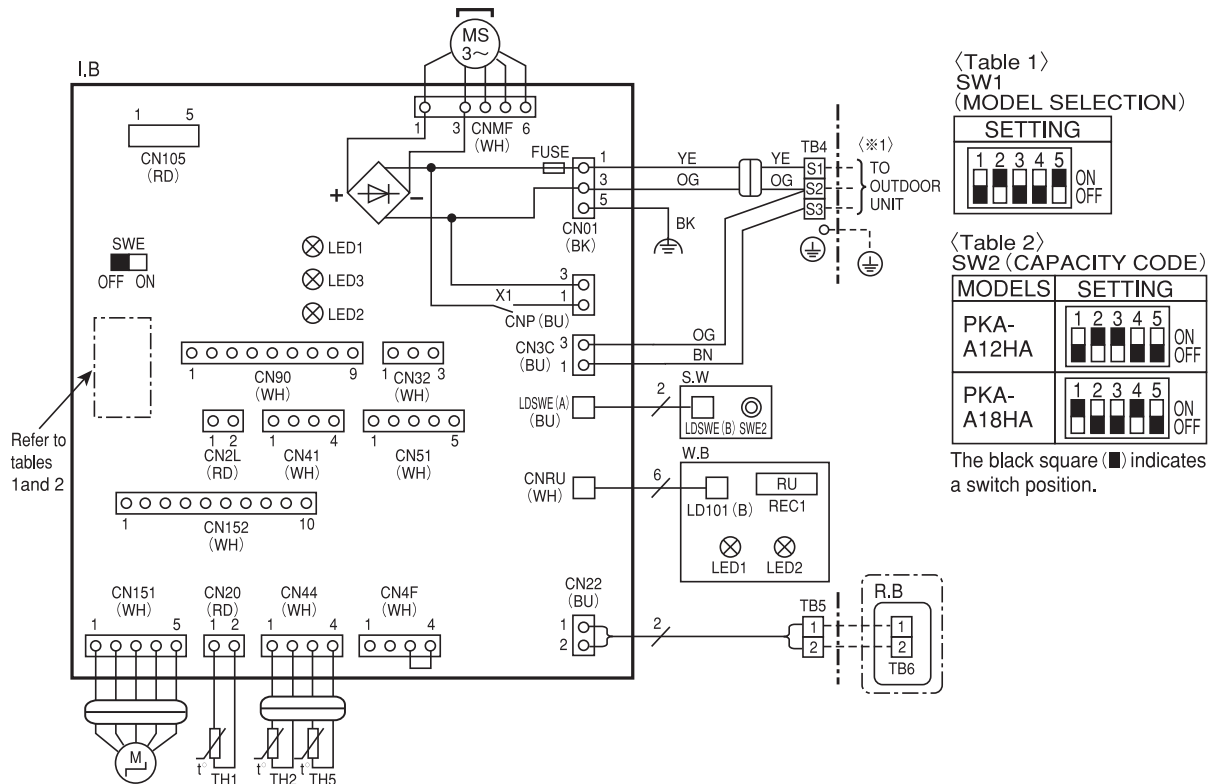 MS
3~
I.B
1 5
CN105
(RD)
1 3 CNMF 6
(WH)
FUSE
+ −
1
3
5
CN01
(BK)
YE YE
OG OG
BK
TB4
S1
S2
S3
(※1)
TO
OUTDOOR
UNIT
SWE
OFF ON
LED1
LED3
LED2
3
1
X1
CNP (BU)
CN3C 3
(BU) 1
OG
BN
1 CN90 9
(WH)
1 CN32 3
(WH)
Refer to
tables
1and 2
1 2
CN2L
(RD)
1 4
CN41
(WH)
1 5
CN51
(WH)
LDSWE (A)
(BU)
2
S.W
LDSWE (B) SWE2
CNRU
(WH)
6
W.B
LD101 (B)
RU
REC1
LED1 LED2
1 10
CN152
(WH)
CN151
(WH)
1 5
CN20
(RD)
1 2
CN44
(WH)
1 4
CN4F
(WH)
1 4
CN22
(BU)
1
2
2
TB5
1
2
R.B
1
2
TB6
M
t° TH1
t° TH2
t° TH5
〈Table 1〉
SW1
(MODEL SELECTION)
SETTING
1 2 3 4 5
ON
OFF
〈Table 2〉
SW2 (CAPACITY CODE)
MODELS SETTING
PKA-
A12HA
1 2 3 4 5
ON
OFF
PKA-
A18HA
1 2 3 4 5
ON
OFF
The black square (■) indicates
a switch position.